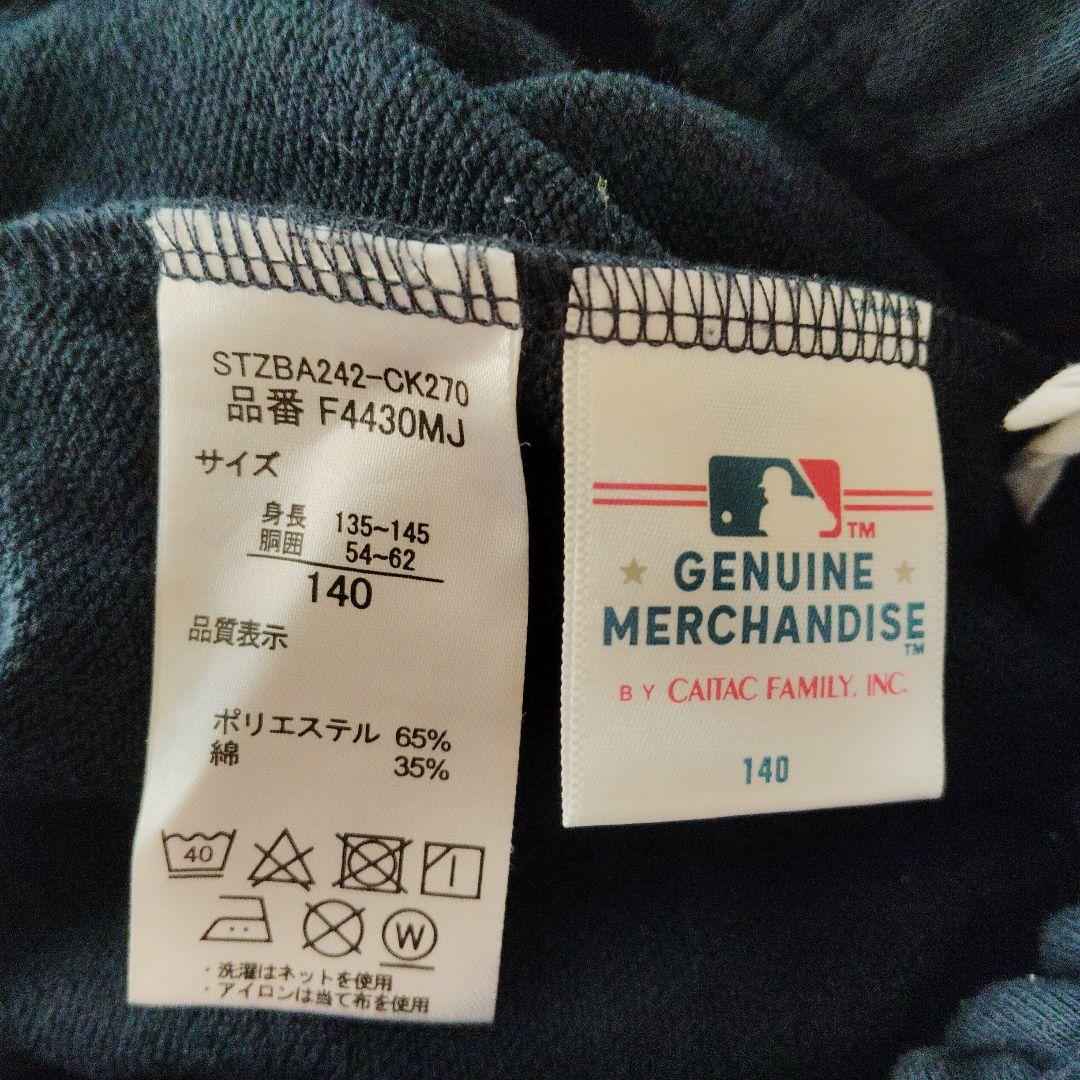 STZBA242-CK270
品番 F4430MJ
サイズ
身長 135~145
胴囲 54~62
140
品質表示
ポリエステル 65%
綿 35%
40
W
・洗濯はネットを使用
・アイロンは当て布を使用
TM
GENUINE
MERCHANDISE
TM
BY CAITAC FAMILY, INC.
140